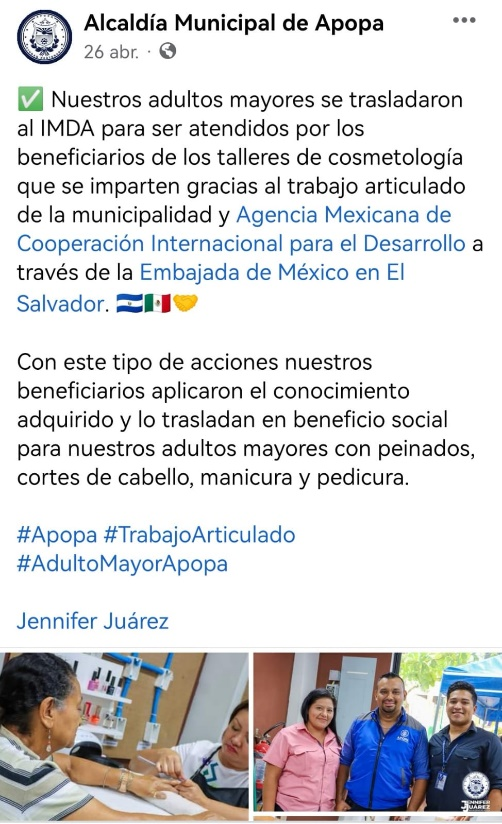 Alcaldía Municipal de Apopa
26 abr. ·
✅ Nuestros adultos mayores se trasladaron
al IMDA para ser atendidos por los
beneficiarios de los talleres de cosmetología
que se imparten gracias al trabajo articulado
de la municipalidad y Agencia Mexicana de
Cooperación Internacional para el Desarrollo a
través de la Embajada de México en El
Salvador. 🇸🇻🇲🇽🤝
Con este tipo de acciones nuestros
beneficiarios aplicaron el conocimiento
adquirido y lo trasladan en beneficio social
para nuestros adultos mayores con peinados,
cortes de cabello, manicura y pedicura.
#Apopa #TrabajoArticulado
#AdultoMayorApopa
Jennifer Juárez
JENNIFER
JUÁREZ